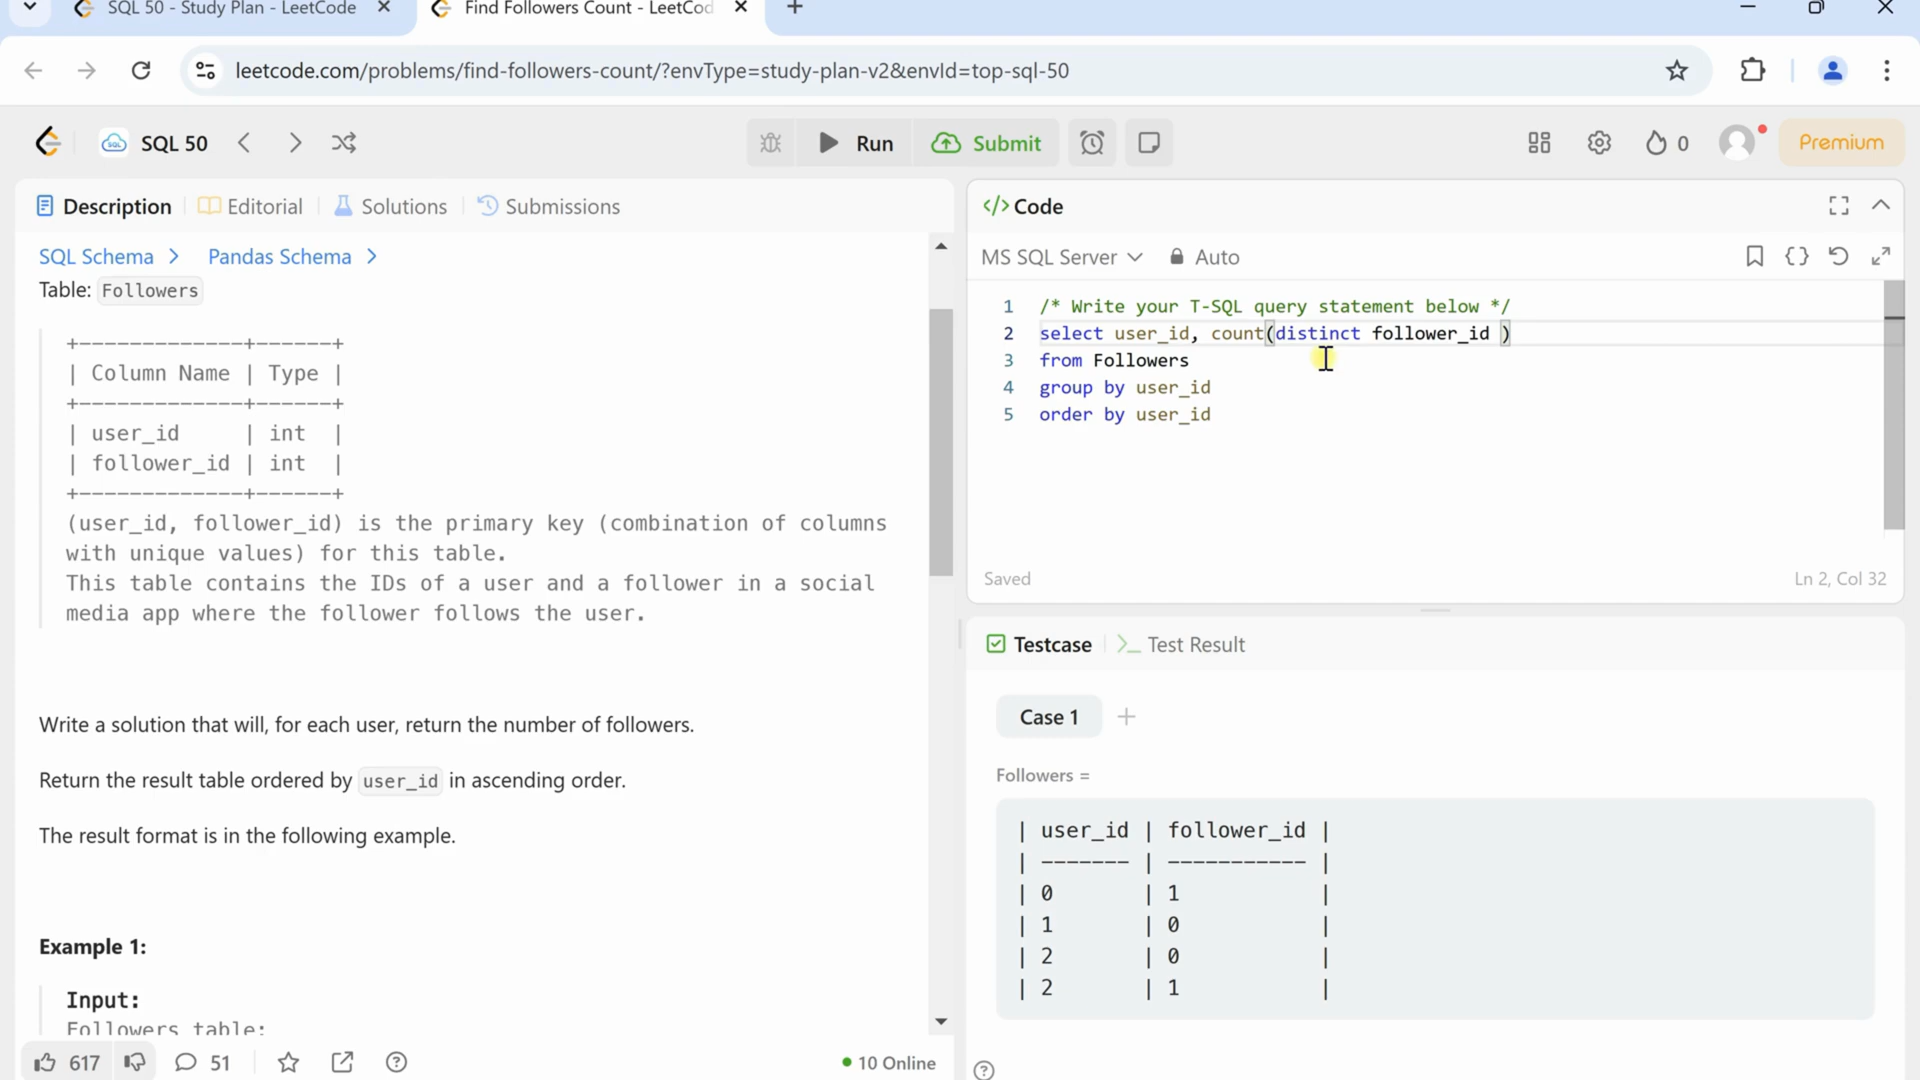 SQL 50 - Study Plan - LeetCode
Find Followers Count - LeetCod
leetcode.com/problems/find-followers-count/?envType=study-plan-v2&envId=top-sql-50
SQL
SQL 50
Run
Submit
0
Premium
Description
Editorial
Solutions
Submissions
SQL Schema
Pandas Schema
Table: Followers
+-------------+------+
| Column Name | Type |
+-------------+------+
| user_id     | int  |
| follower_id | int  |
+-------------+------+
(user_id, follower_id) is the primary key (combination of columns
with unique values) for this table.
This table contains the IDs of a user and a follower in a social
media app where the follower follows the user.
Write a solution that will, for each user, return the number of followers.
Return the result table ordered by user_id in ascending order.
The result format is in the following example.
Example 1:
Input:
Followers table:
617
51
10 Online
</> Code
MS SQL Server
Auto
1 /* Write your T-SQL query statement below */
2 select user_id, count(distinct follower_id )
3 from Followers
4 group by user_id
5 order by user_id
Saved
Ln 2, Col 32
Testcase
>_ Test Result
Case 1
Followers =
| user_id | follower_id |
| ------- | ----------- |
| 0       | 1           |
| 1       | 0           |
| 2       | 0           |
| 2       | 1           |